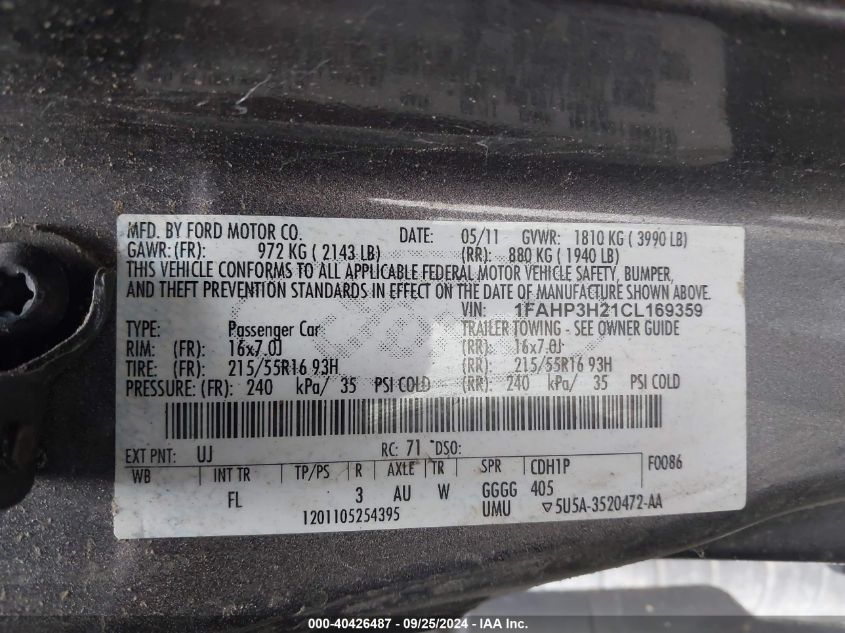 MFD. BY FORD MOTOR CO. DATE: 05/11 GVWR: 1810 KG ( 3990 LB)
GAWR:(FR): 972 KG ( 2143 LB) (RR): 880 KG ( 1940 LB)
THIS VEHICLE CONFORMS TO ALL APPLICABLE FEDERAL MOTOR VEHICLE SAFETY, BUMPER,
AND THEFT PREVENTION STANDARDS IN EFFECT ON THE DATE OF MANUFACTURE SHOWN ABOVE.
VIN: 1FAHP3H21CL169359
TYPE: Passenger Car TRAILER TOWING - SEE OWNER GUIDE
RIM: (FR): 16x7.0J (RR): 16x7.0J
TIRE: (FR): 215/55R16 93H (RR): 215/55R16 93H
PRESSURE: (FR): 240 kPa/ 35 PSI COLD (RR): 240 kPa/ 35 PSI COLD
EXT PNT: UJ RC: 71 DSO:
WB INT TR TP/PS R AXLE TR SPR CDH1P F0086
FL 3 AU W GGGG 405
1201105254395 UMU ▽5U5A-3520472-AA
000-40426487 - 09/25/2024 - COPYRIGHT IAA, Inc.